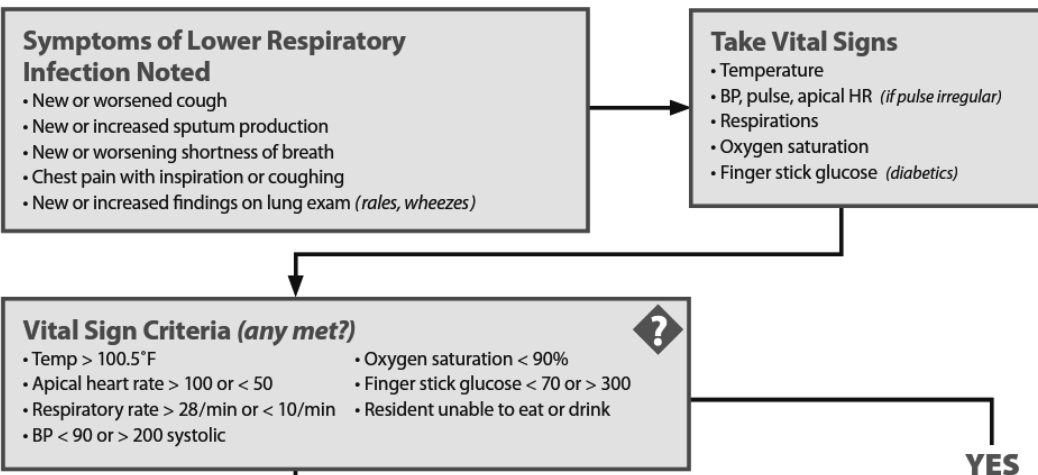 Symptoms of Lower Respiratory
Infection Noted
• New or worsened cough
• New or increased sputum production
• New or worsening shortness of breath
• Chest pain with inspiration or coughing
• New or increased findings on lung exam (rales, wheezes)
Take Vital Signs
• Temperature
• BP, pulse, apical HR (if pulse irregular)
• Respirations
• Oxygen saturation
• Finger stick glucose (diabetics)
Vital Sign Criteria (any met?)
?
• Temp > 100.5˚F
• Apical heart rate > 100 or < 50
• Respiratory rate > 28/min or < 10/min
• BP < 90 or > 200 systolic
• Oxygen saturation < 90%
• Finger stick glucose < 70 or > 300
• Resident unable to eat or drink
YES